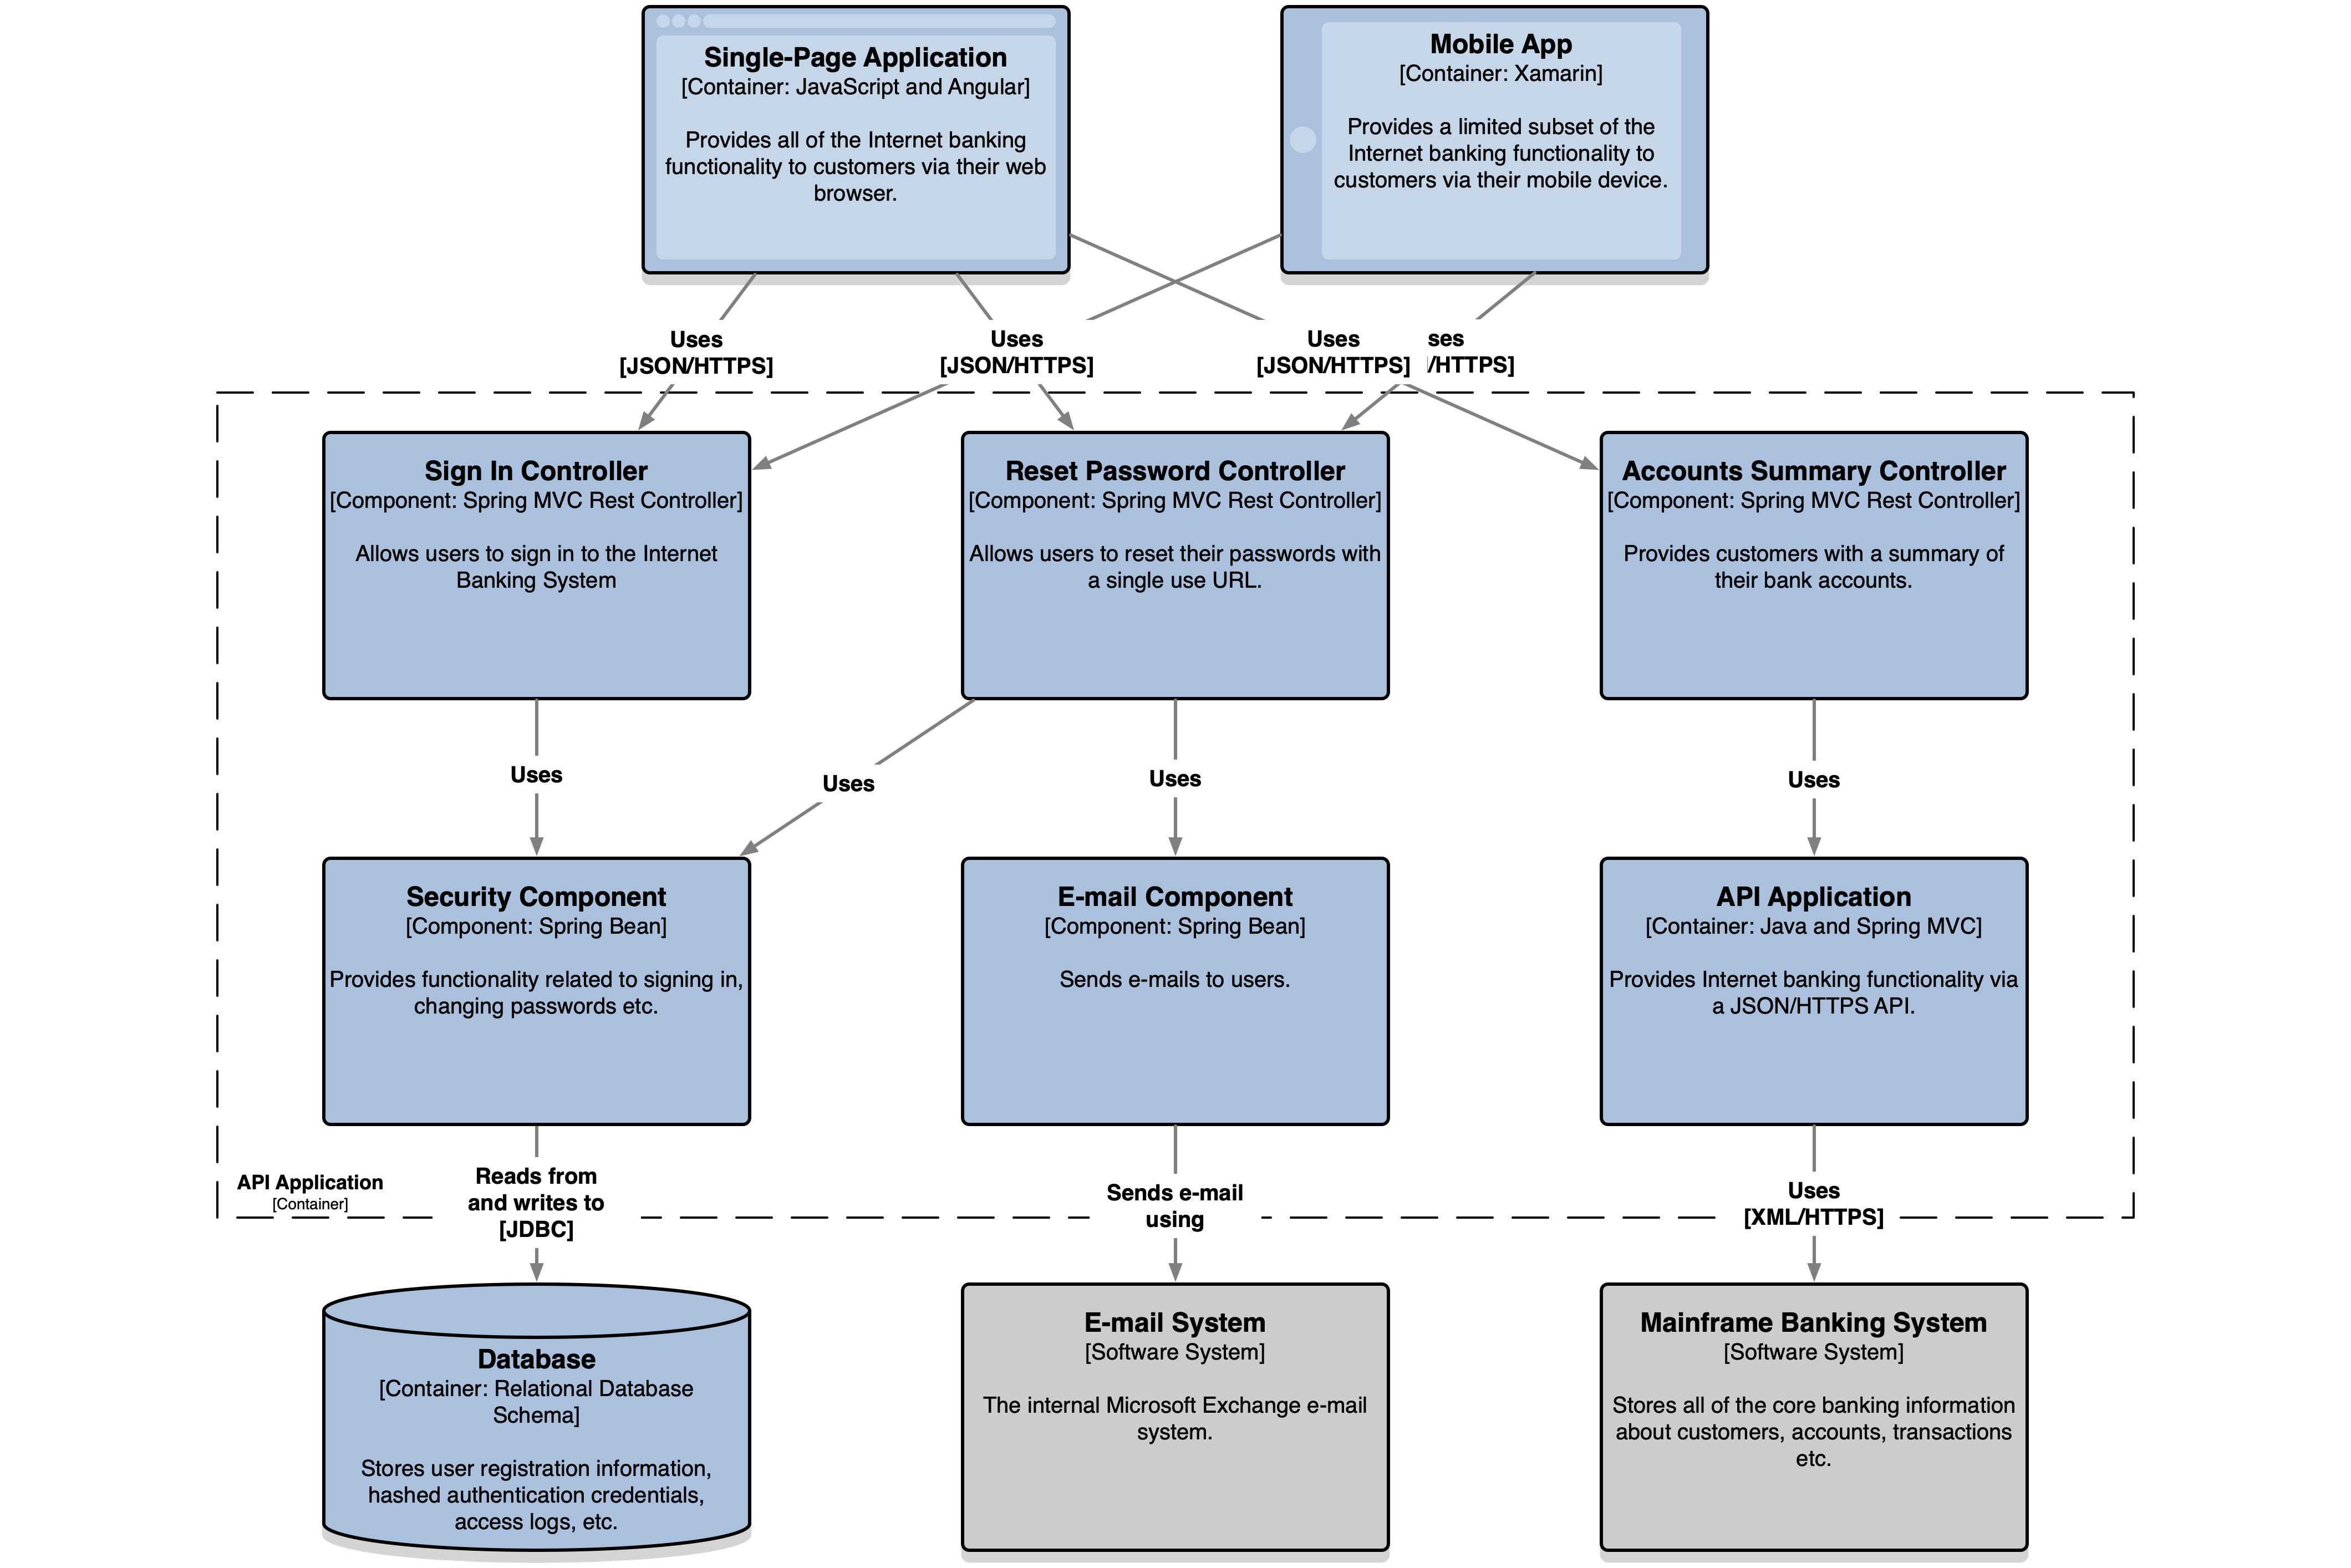 Single-Page Application
[Container: JavaScript and Angular]
Provides all of the Internet banking
functionality to customers via their web
browser.
Mobile App
[Container: Xamarin]
Provides a limited subset of the
Internet banking functionality to
customers via their mobile device.
Uses
[JSON/HTTPS]
Uses
[JSON/HTTPS]
Uses
[JSON/HTTPS]
ses
/HTTPS]
Sign In Controller
[Component: Spring MVC Rest Controller]
Allows users to sign in to the Internet
Banking System
Reset Password Controller
[Component: Spring MVC Rest Controller]
Allows users to reset their passwords with
a single use URL.
Accounts Summary Controller
[Component: Spring MVC Rest Controller]
Provides customers with a summary of
their bank accounts.
Uses
Uses
Uses
Uses
Security Component
[Component: Spring Bean]
Provides functionality related to signing in,
changing passwords etc.
E-mail Component
[Component: Spring Bean]
Sends e-mails to users.
API Application
[Container: Java and Spring MVC]
Provides Internet banking functionality via
a JSON/HTTPS API.
API Application
[Container]
Reads from
and writes to
[JDBC]
Sends e-mail
using
Uses
[XML/HTTPS]
Database
[Container: Relational Database
Schema]
Stores user registration information,
hashed authentication credentials,
access logs, etc.
E-mail System
[Software System]
The internal Microsoft Exchange e-mail
system.
Mainframe Banking System
[Software System]
Stores all of the core banking information
about customers, accounts, transactions
etc.